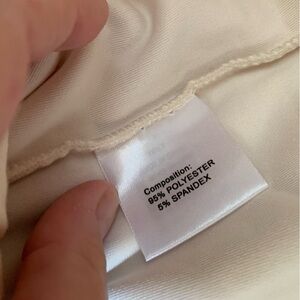 Composition:
95% POLYESTER
5% SPANDEX